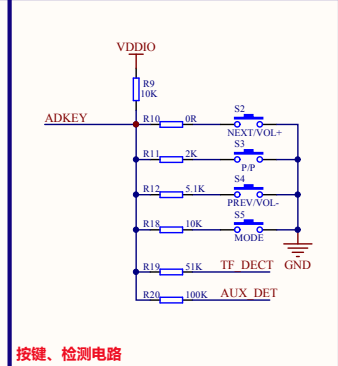 VDDIO
R9
10K
ADKEY
R10 0R
S2
NEXT/VOL+
S3
R11 2K
P/P
S4
R12 5.1K
PREV/VOL-
S5
R18 10K
MODE
R19 51K TF_DECT GND
R20 100K AUX_DET
按键、检测电路